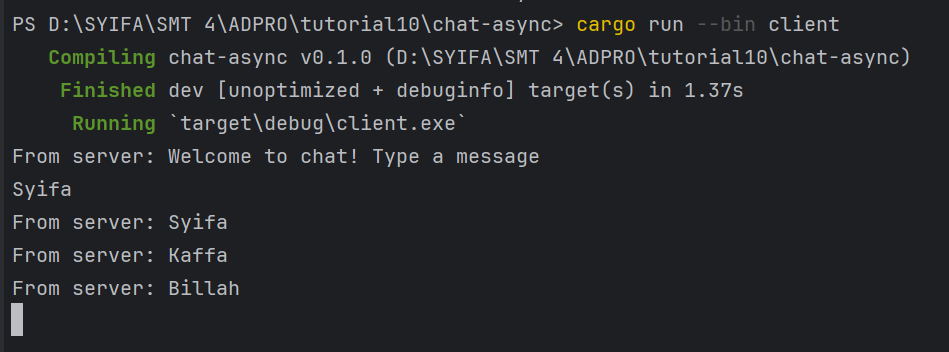 PS D:\SYIFA\SMT 4\ADPRO\tutorial10\chat-async> cargo run --bin client
Compiling chat-async v0.1.0 (D:\SYIFA\SMT 4\ADPRO\tutorial10\chat-async)
Finished dev [unoptimized + debuginfo] target(s) in 1.37s
Running `target\debug\client.exe`
From server: Welcome to chat! Type a message
Syifa
From server: Syifa
From server: Kaffa
From server: Billah